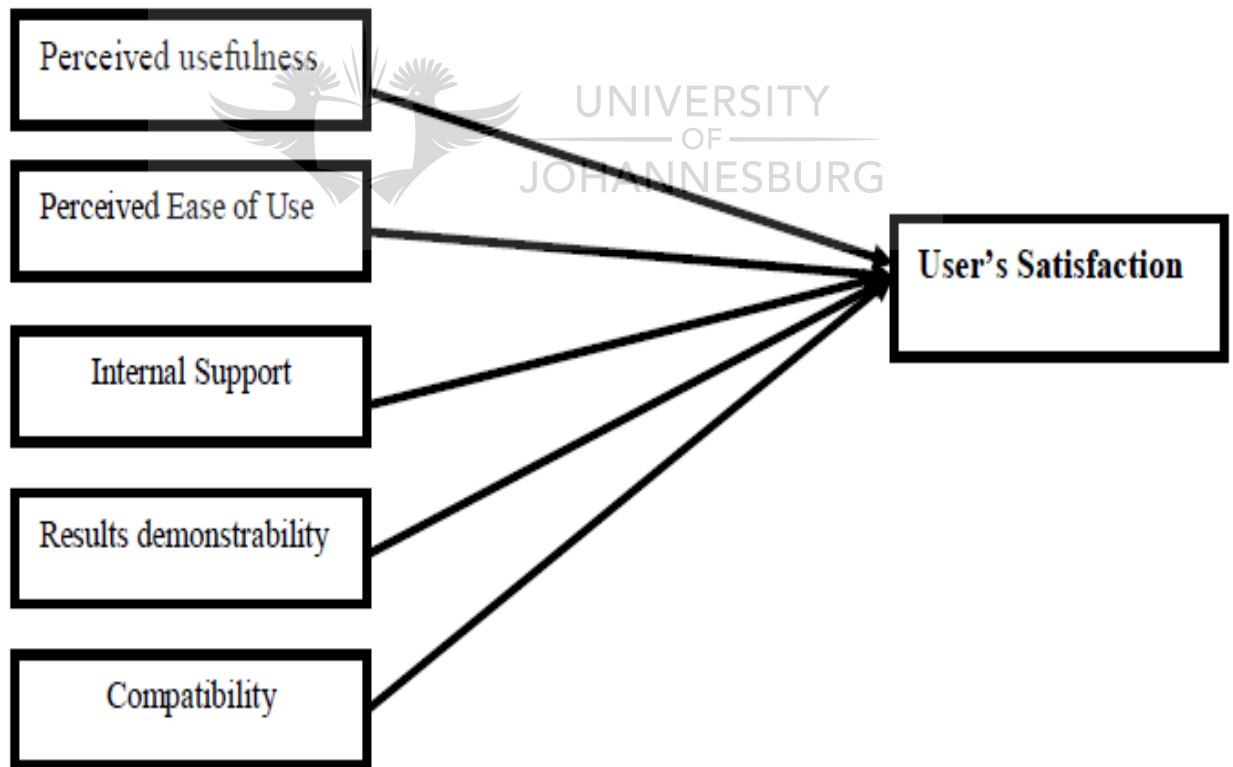 Perceived usefulness
UNIVERSITY
OF
JOHANNESBURG
Perceived Ease of Use
User’s Satisfaction
Internal Support
Results demonstrability
Compatibility